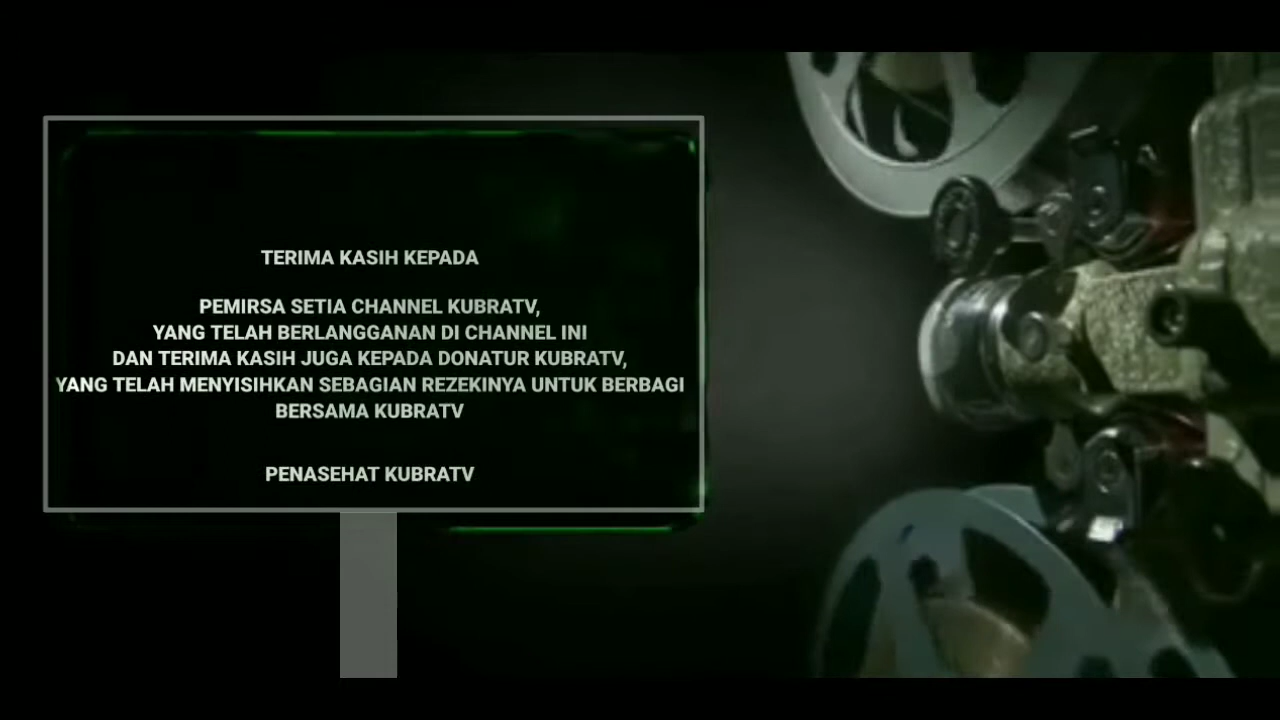 TERIMA KASIH KEPADA
PEMIRSA SETIA CHANNEL KUBRATV,
YANG TELAH BERLANGGANAN DI CHANNEL INI
DAN TERIMA KASIH JUGA KEPADA DONATUR KUBRATV,
YANG TELAH MENYISIHKAN SEBAGIAN REZEKINYA UNTUK BERBAGI
BERSAMA KUBRATV
PENASEHAT KUBRATV